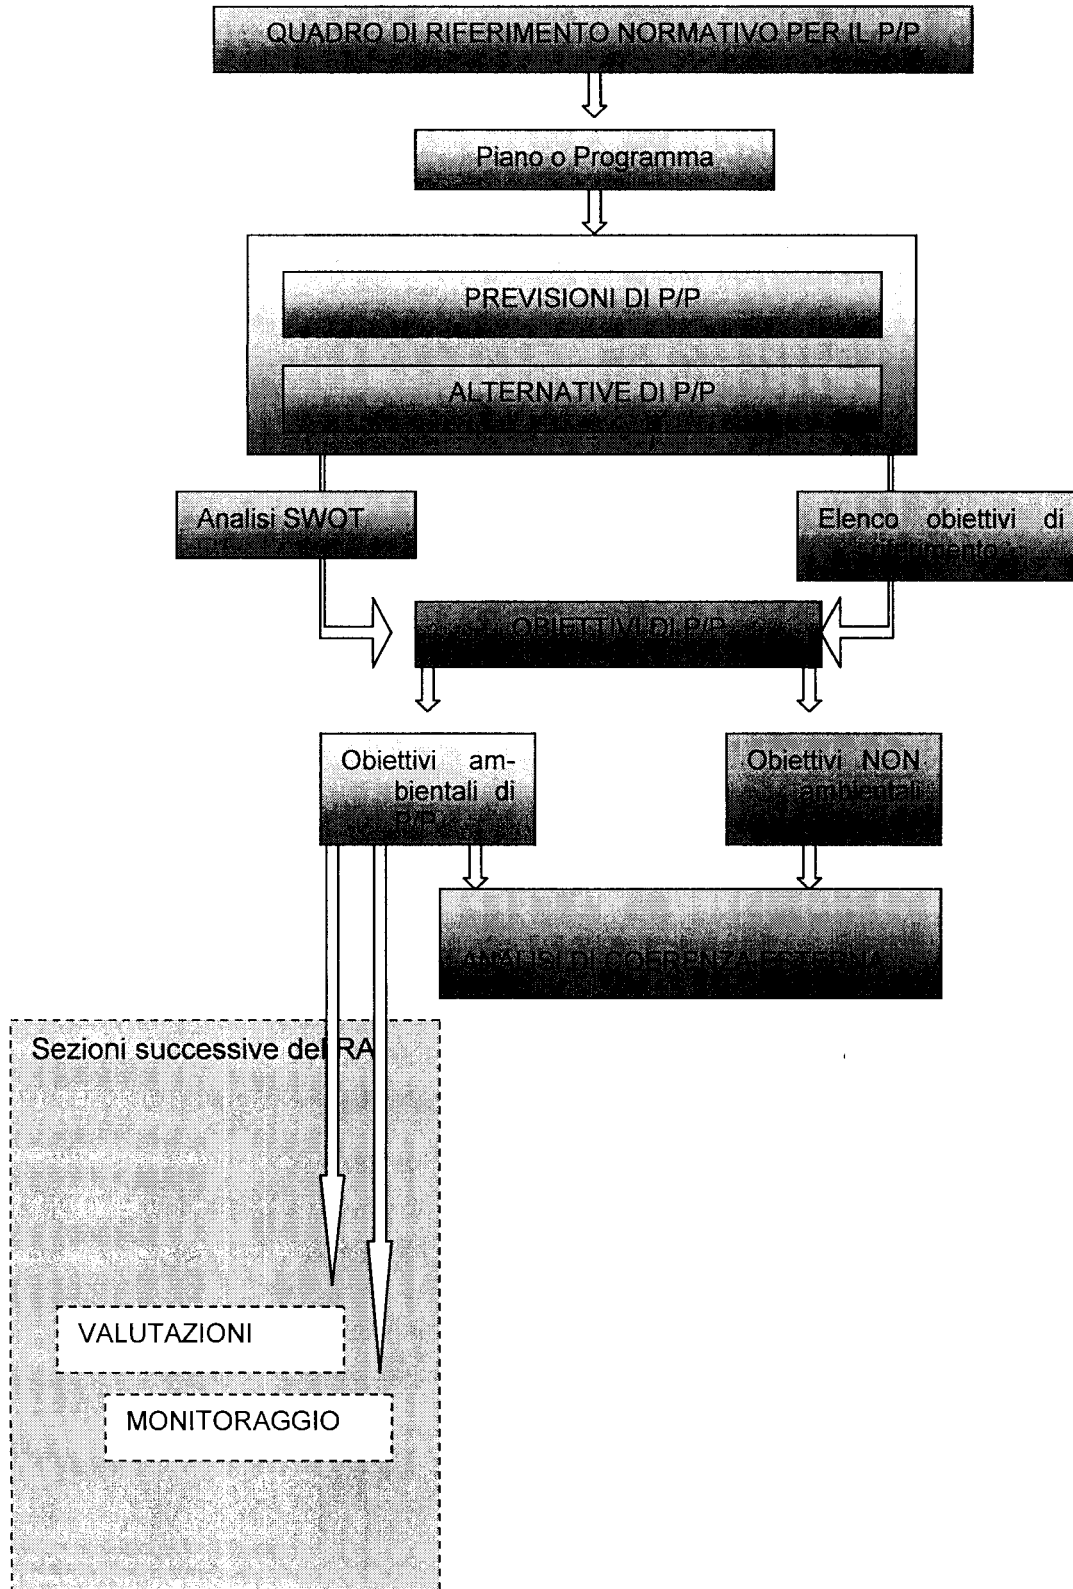 QUADRO DI RIFERIMENTO NORMATIVO PER IL P/P
Piano o Programma
PREVISIONI DI P/P
ALTERNATIVE DI P/P
Analisi SWOT
Elenco obiettivi di
riferimento
OBIETTIVI DI P/P
Obiettivi am-
bientali di
P/P
Obiettivi NON
ambientali
ANALISI DI COERENZA ESTERNA
Sezioni successive del RA
VALUTAZIONI
MONITORAGGIO